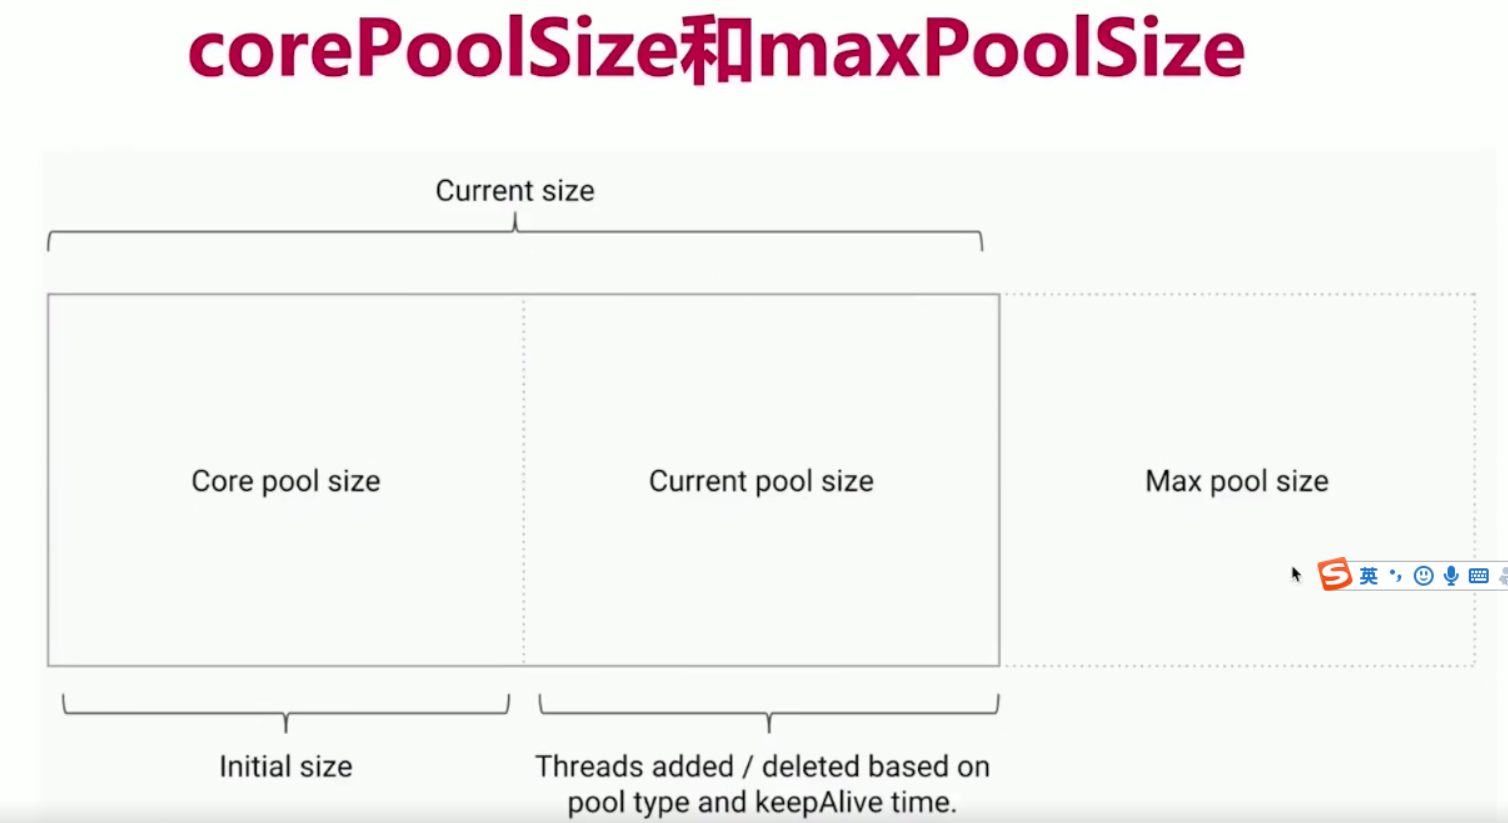 corePoolSize和maxPoolSize
Current size
Core pool size
Current pool size
Max pool size
S英
Initial size
Threads added / deleted based on
pool type and keepAlive time.